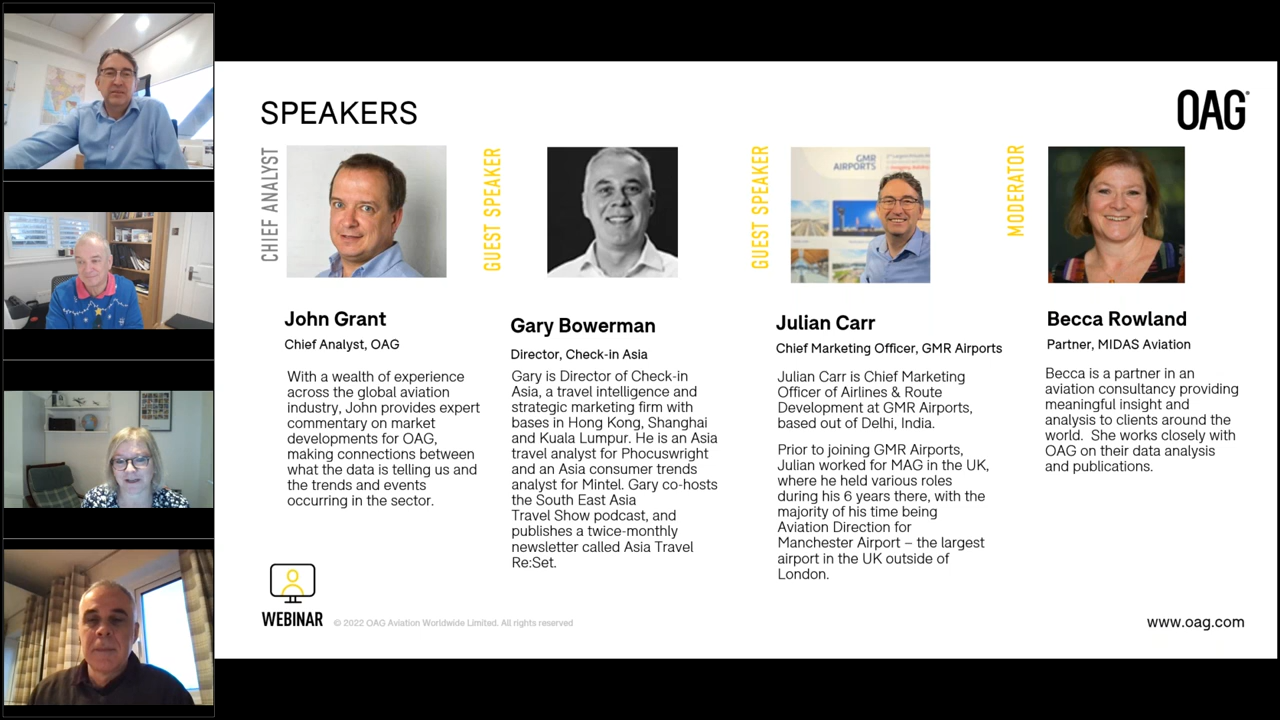 SPEAKERS
OAG
CHIEF ANALYST
John Grant
Chief Analyst, OAG
With a wealth of experience
across the global aviation
industry, John provides expert
commentary on market
developments for OAG,
making connections between
what the data is telling us and
the trends and events
occurring in the sector.
GUEST SPEAKER
Gary Bowerman
Director, Check-in Asia
Gary is Director of Check-in
Asia, a travel intelligence and
strategic marketing firm with
bases in Hong Kong, Shanghai
and Kuala Lumpur. He is an Asia
travel analyst for Phocuswright
and an Asia consumer trends
analyst for Mintel. Gary co-hosts
the South East Asia
Travel Show podcast, and
publishes a twice-monthly
newsletter called Asia Travel
Re:Set.
GUEST SPEAKER
GMR
AIRPORTS
Julian Carr
Chief Marketing Officer, GMR Airports
Julian Carr is Chief Marketing
Officer of Airlines & Route
Development at GMR Airports,
based out of Delhi, India.
Prior to joining GMR Airports,
Julian worked for MAG in the UK,
where he held various roles
during his 6 years there, with the
majority of his time being
Aviation Direction for
Manchester Airport – the largest
airport in the UK outside of
London.
MODERATOR
Becca Rowland
Partner, MIDAS Aviation
Becca is a partner in an
aviation consultancy providing
meaningful insight and
analysis to clients around the
world.  She works closely with
OAG on their data analysis
and publications.
WEBINAR
© 2022 OAG Aviation Worldwide Limited. All rights reserved
www.oag.com